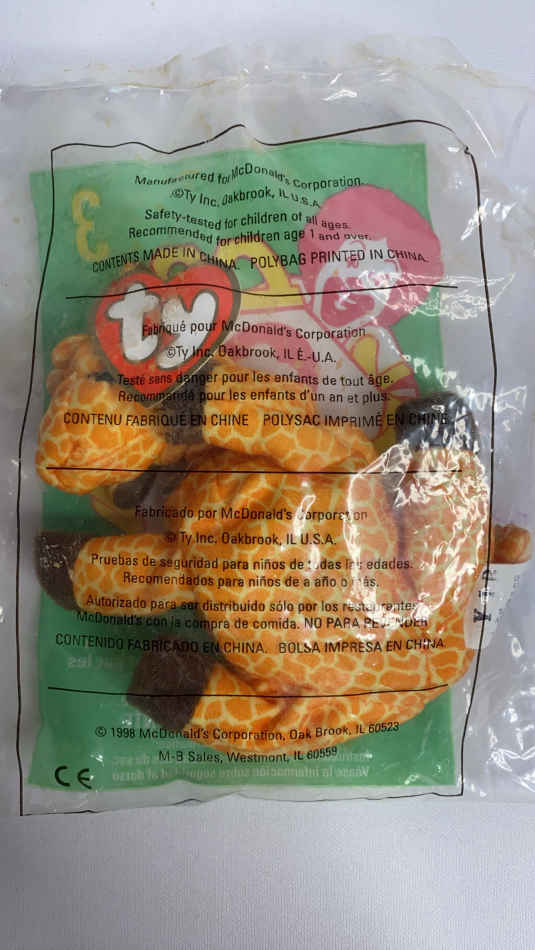 Manufactured for McDonald's Corporation
©Ty Inc. Oakbrook, IL U.S.A.
Safety-tested for children of all ages.
Recommended for children age 1 and over.
CONTENTS MADE IN CHINA. POLYBAG PRINTED IN CHINA.
3
ty
Fabriqué pour McDonald's Corporation
©Ty Inc. Oakbrook, IL É.-U.A.
Testé sans danger pour les enfants de tout âge.
Recommandé pour les enfants d'un an et plus.
CONTENU FABRIQUÉ EN CHINE POLYSAC IMPRIMÉ EN CHINE
Fabricado por McDonald's Corporation
© Ty Inc. Oakbrook, IL U.S.A.
Pruebas de seguridad para niños de todas las edades.
Recomendados para niños de a año o más.
Autorizado para ser distribuido sólo por los restaurantes
McDonald's con la compra de comida. NO PARA REVENDER
CONTENIDO FABRICADO EN CHINA. BOLSA IMPRESA EN CHINA.
© 1998 McDonald's Corporation, Oak Brook, IL 60523
M-B Sales, Westmont, IL 60559
CE